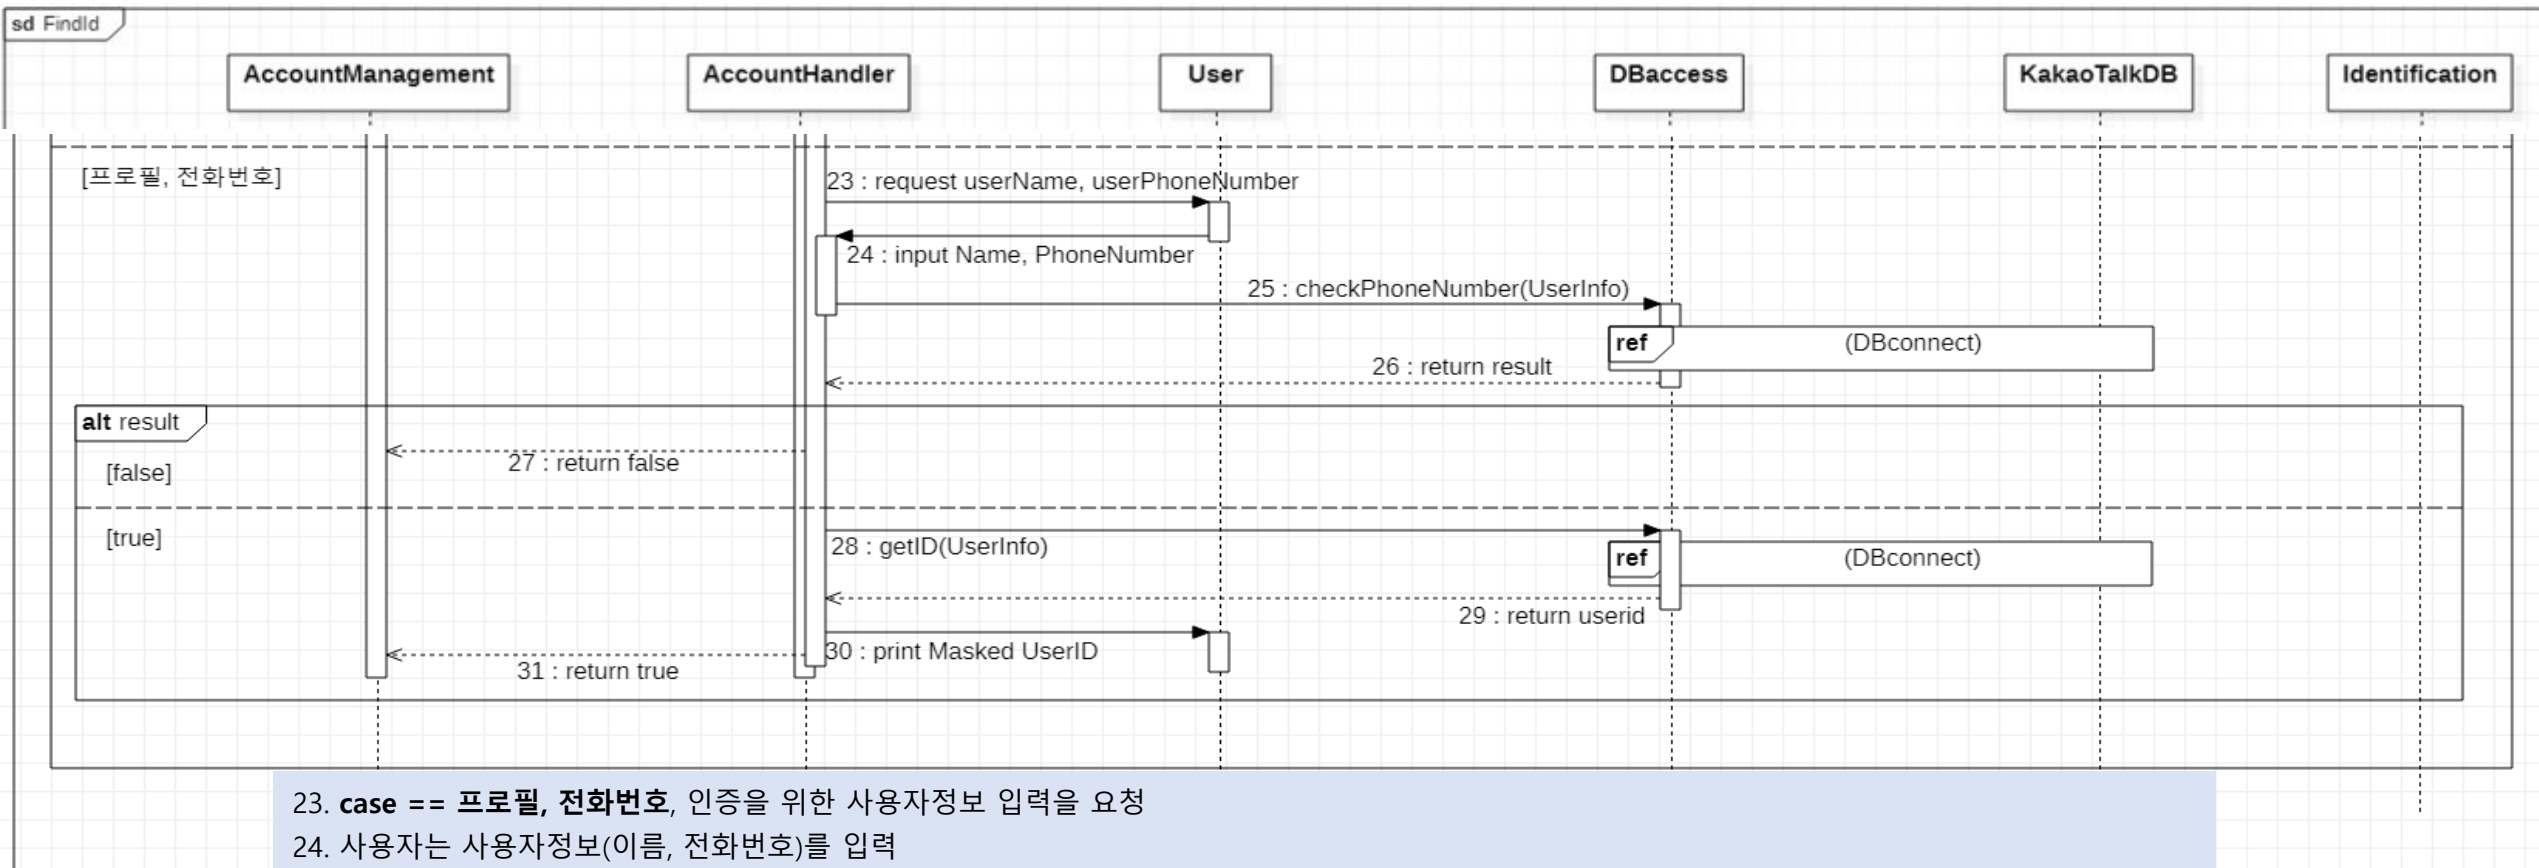 sd FindId
AccountManagement
AccountHandler
User
DBaccess
KakaoTalkDB
Identification
[프로필, 전화번호]
23 : request userName, userPhoneNumber
24 : input Name, PhoneNumber
25 : checkPhoneNumber(UserInfo)
ref (DBconnect)
26 : return result
alt result
27 : return false
[false]
[true]
28 : getID(UserInfo)
ref (DBconnect)
29 : return userid
30 : print Masked UserID
31 : return true
23. case == 프로필, 전화번호, 인증을 위한 사용자정보 입력을 요청
24. 사용자는 사용자정보(이름, 전화번호)를 입력